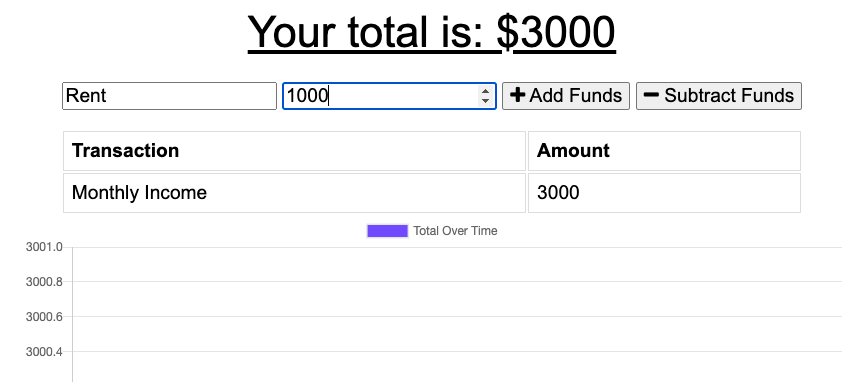 Your total is: $3000
Rent 1000 Add Funds Subtract Funds
Transaction Amount
Monthly Income 3000
Total Over Time
3001.0
3000.8
3000.6
3000.4